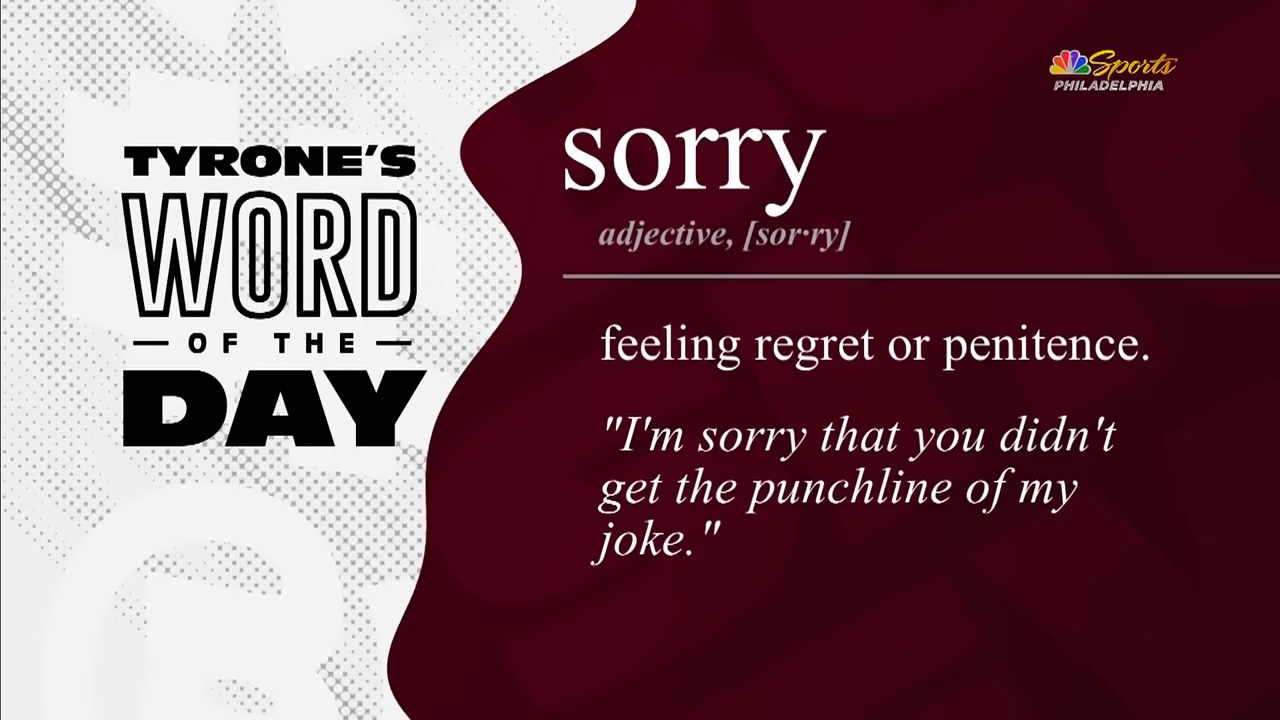 TYRONE'S
WORD
OF THE
DAY
Sports
PHILADELPHIA
sorry
adjective, [sor·ry]
feeling regret or penitence.
"I'm sorry that you didn't
get the punchline of my
joke."